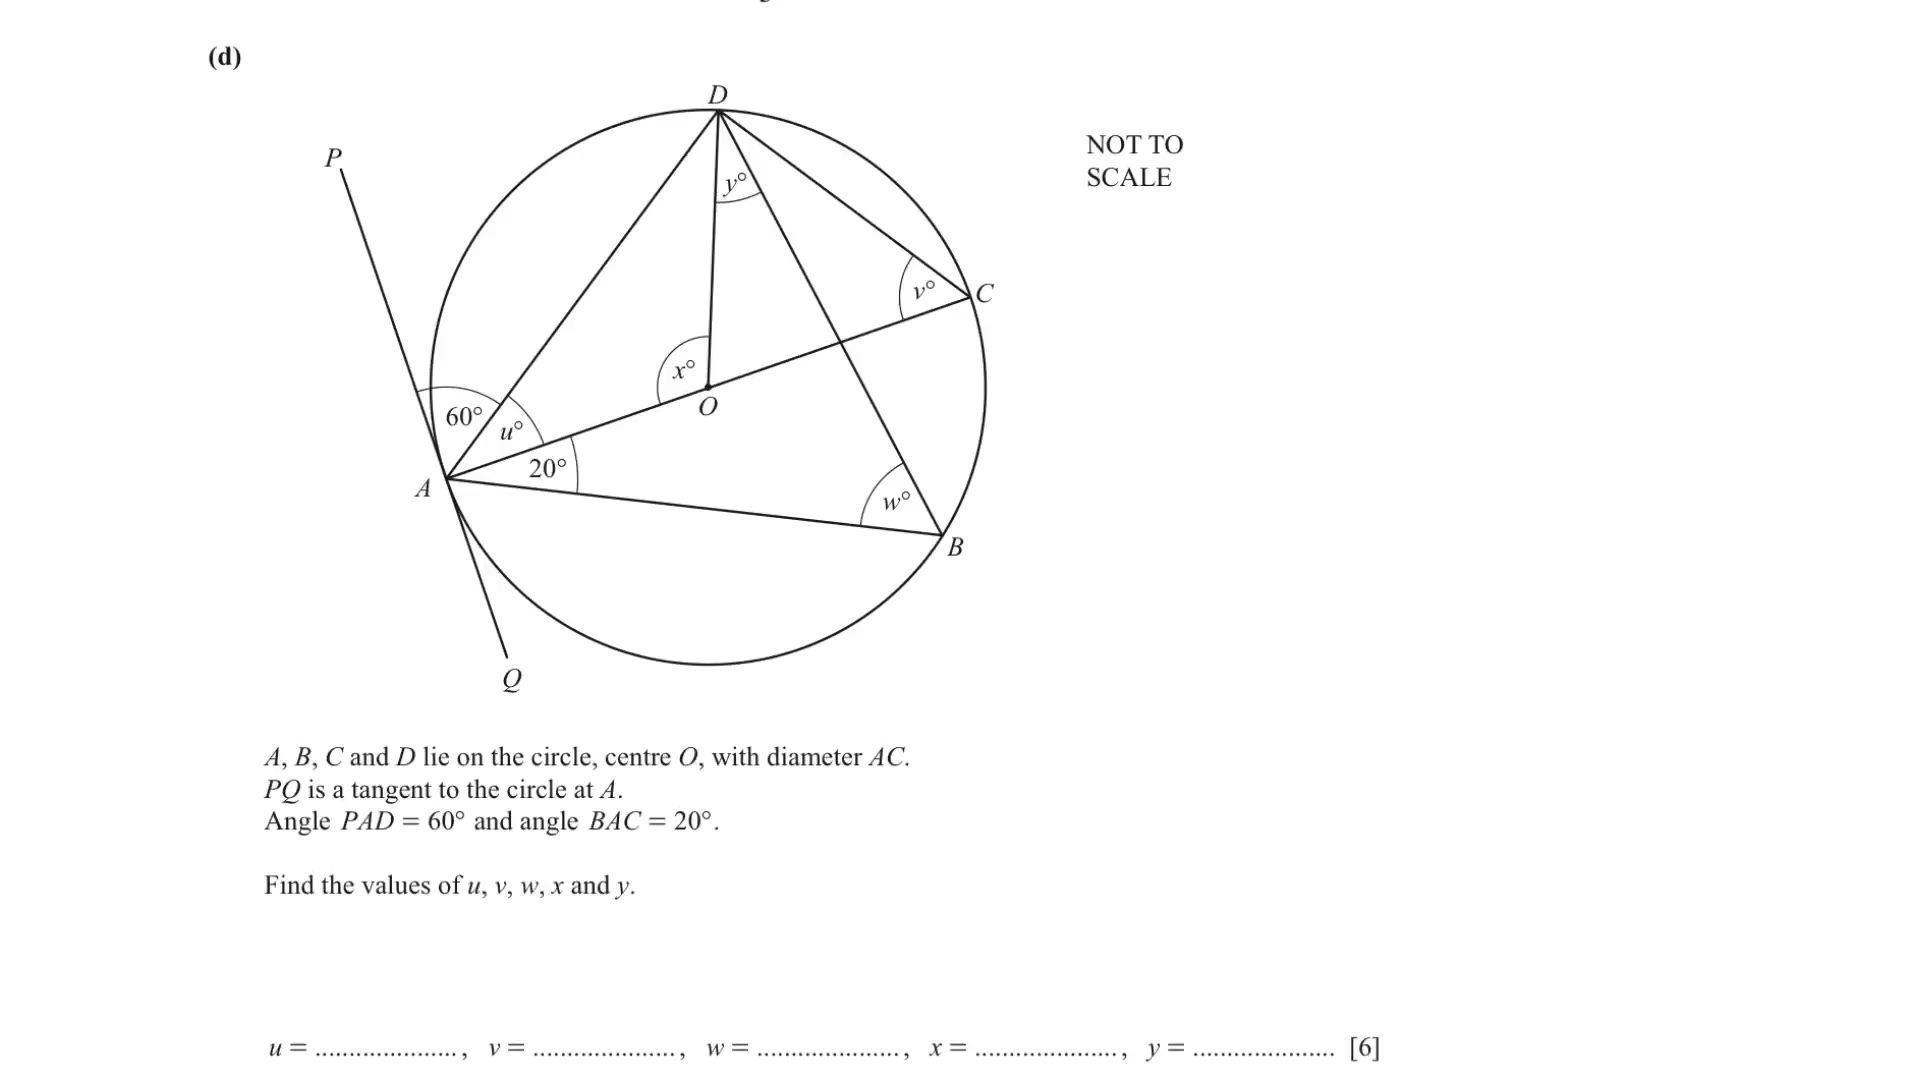 (d)
D
P
NOT TO
SCALE
y°
v°
C
x°
O
60°
u°
20°
A
w°
B
Q
A, B, C and D lie on the circle, centre O, with diameter AC.
PQ is a tangent to the circle at A.
Angle PAD = 60° and angle BAC = 20°.
Find the values of u, v, w, x and y.
u = ....................., v = ....................., w = ....................., x = ....................., y = ..................... [6]